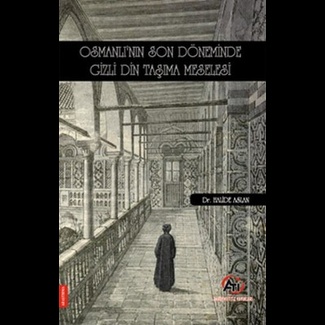 OSMANLI'NIN SON DÖNEMİNDE
GİZLİ DİN TAŞIMA MESELESİ
Dr. HALİDE ASLAN